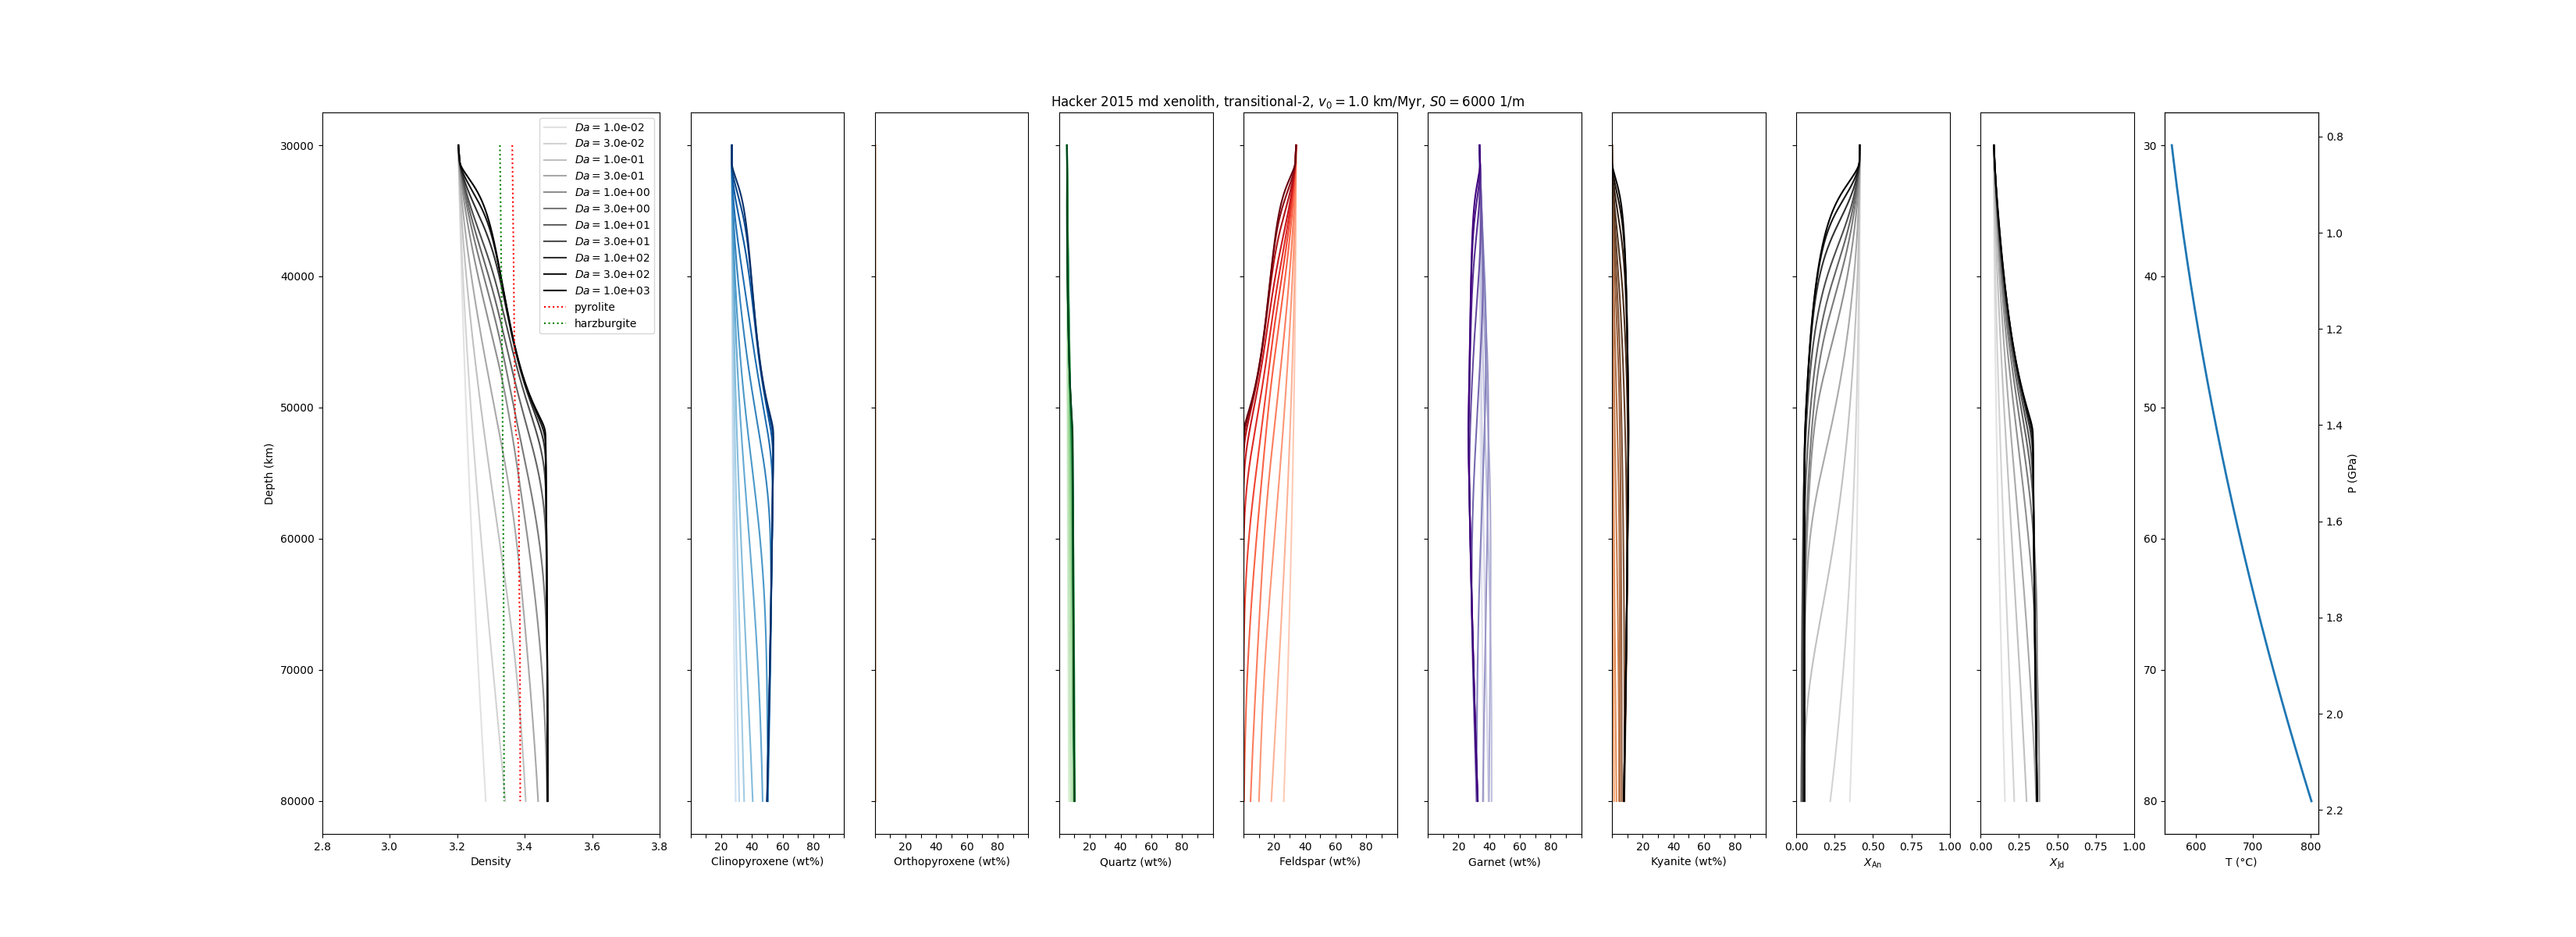 Hacker 2015 md xenolith, transitional-2, v₀ = 1.0 km/Myr, S0 = 6000 1/m
Da = 1.0e-02
Da = 3.0e-02
Da = 1.0e-01
Da = 3.0e-01
Da = 1.0e+00
Da = 3.0e+00
Da = 1.0e+01
Da = 3.0e+01
Da = 1.0e+02
Da = 3.0e+02
Da = 1.0e+03
pyrolite
harzburgite
Depth (km)
30000
40000
50000
60000
70000
80000
2.8 3.0 3.2 3.4 3.6 3.8
Density
20 40 60 80
Clinopyroxene (wt%)
20 40 60 80
Orthopyroxene (wt%)
20 40 60 80
Quartz (wt%)
20 40 60 80
Feldspar (wt%)
20 40 60 80
Garnet (wt%)
20 40 60 80
Kyanite (wt%)
0.00 0.25 0.50 0.75 1.00
X_An
0.00 0.25 0.50 0.75 1.00
X_Jd
30
40
50
60
70
80
600 700 800
T (°C)
0.8
1.0
1.2
1.4
1.6
1.8
2.0
2.2
P (GPa)